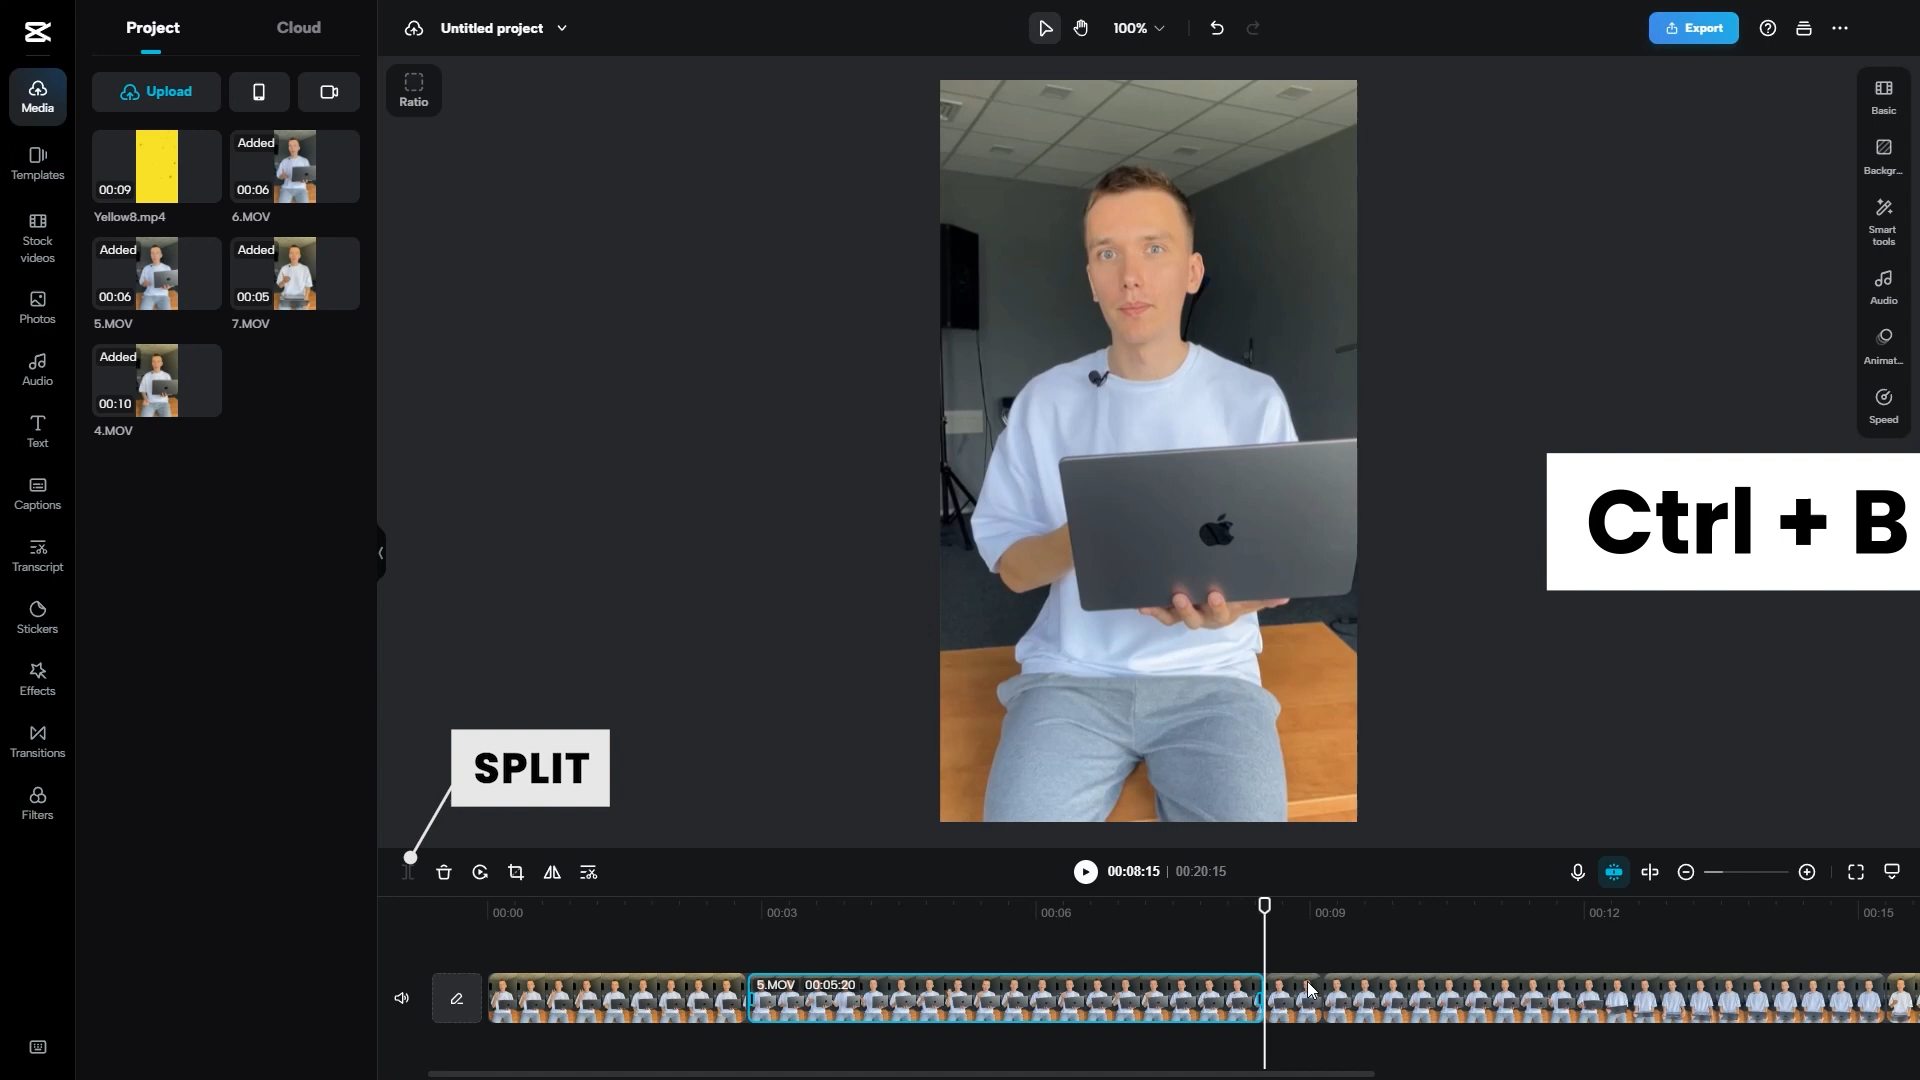 Project
Cloud
Untitled project
100%
Export
Media
Upload
Ratio
Templates
Stock
videos
Photos
Audio
Text
Captions
Transcript
Stickers
Effects
Transitions
Filters
00:09
Yellow8.mp4
Added
00:06
6.MOV
Added
00:06
5.MOV
Added
00:05
7.MOV
Added
00:10
4.MOV
Basic
Backgr...
Smart
tools
Audio
Animat...
Speed
Ctrl + B
SPLIT
00:08:15 | 00:20:15
00:00
00:03
00:06
00:09
00:12
00:15
5.MOV 00:05:20